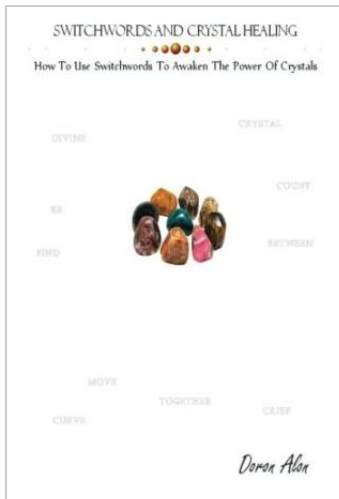 SWITCHWORDS AND CRYSTAL HEALING
How To Use Switchwords To Awaken The Power Of Crystals
CRYSTAL
GIVING
COUNT
BE
BETWEEN
FIND
MOVE
TOGETHER
CRISP
CURVE
Doron Alon